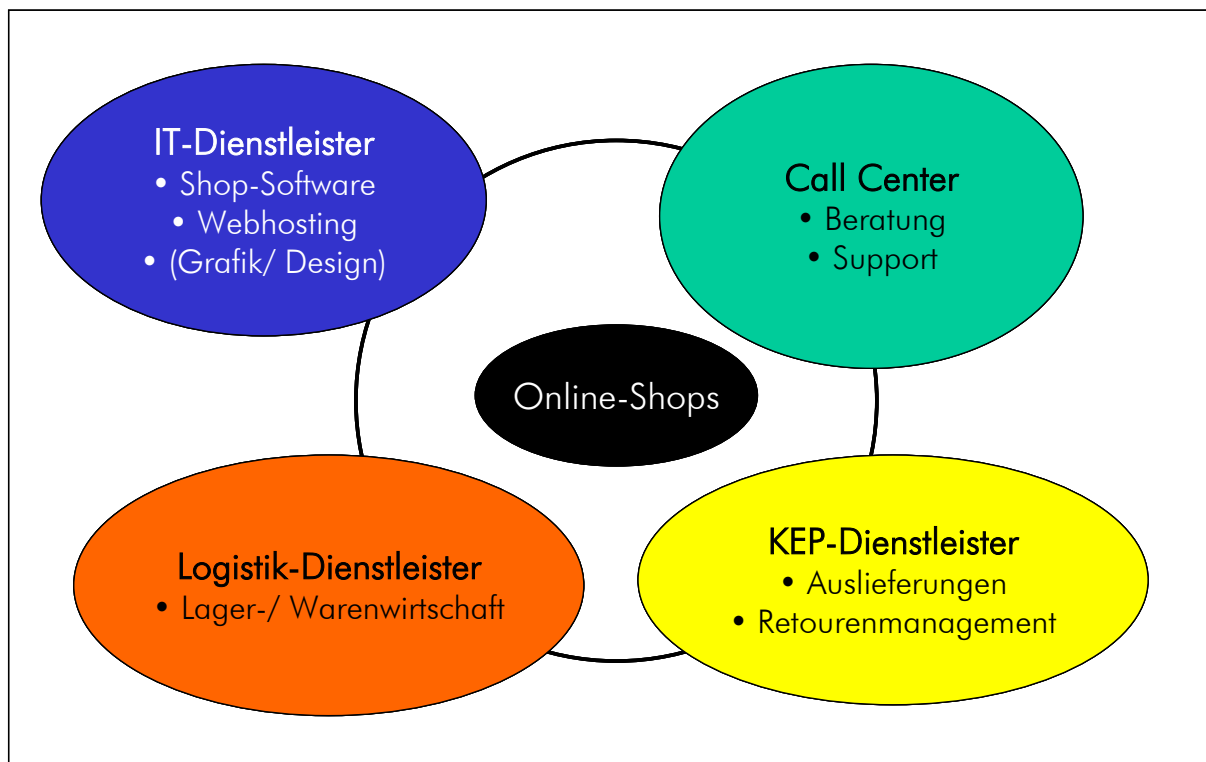 IT-Dienstleister
• Shop-Software
• Webhosting
• (Grafik/ Design)
Call Center
• Beratung
• Support
Online-Shops
Logistik-Dienstleister
• Lager-/ Warenwirtschaft
KEP-Dienstleister
• Auslieferungen
• Retourenmanagement